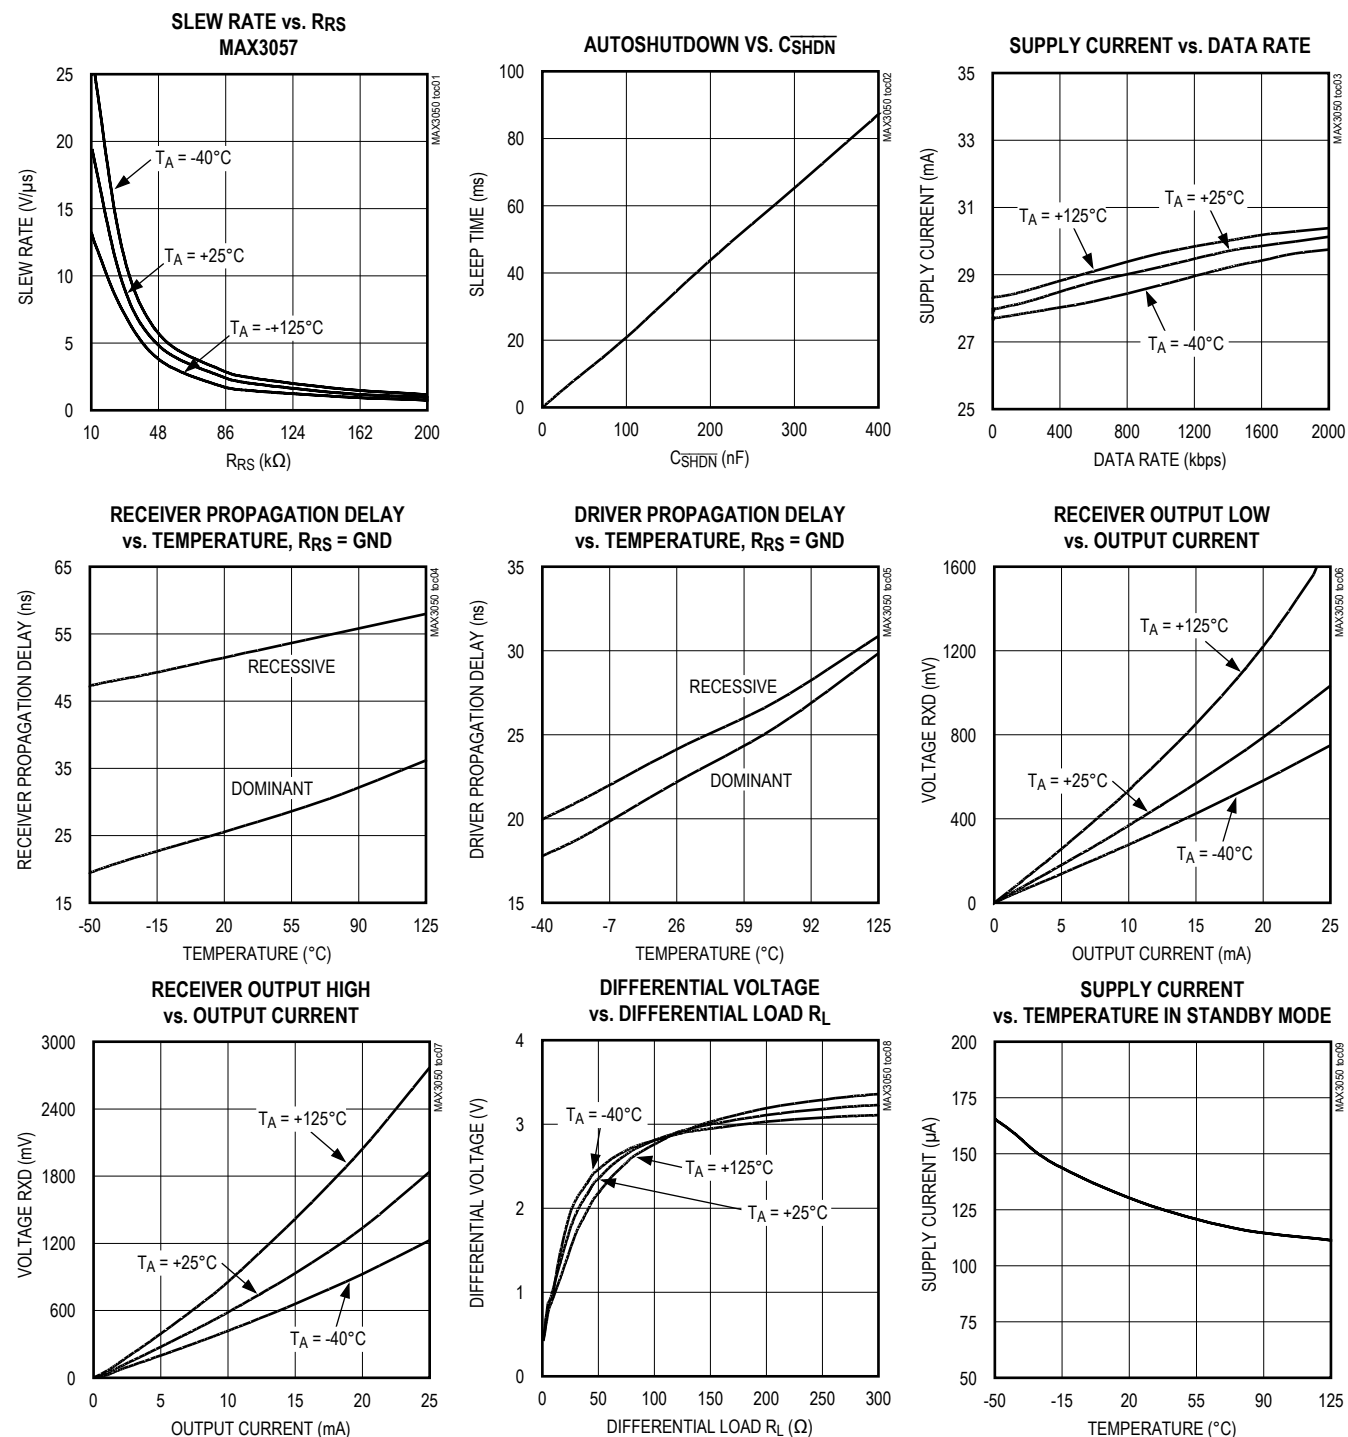 SLEW RATE vs. RRS
MAX3057
25
20
15
10
5
0
SLEW RATE (V/µs)
TA = -40°C
TA = +25°C
TA = -+125°C
10 48 86 124 162 200
RRS (kΩ)
MAX3050 toc01
AUTOSHUTDOWN VS. CSHDN
100
80
60
40
20
0
SLEEP TIME (ms)
0 100 200 300 400
CSHDN (nF)
MAX3050 toc02
SUPPLY CURRENT vs. DATA RATE
35
33
31
29
27
25
SUPPLY CURRENT (mA)
TA = +25°C
TA = +125°C
TA = -40°C
0 400 800 1200 1600 2000
DATA RATE (kbps)
MAX3050 toc03
RECEIVER PROPAGATION DELAY
vs. TEMPERATURE, RRS = GND
65
55
45
35
25
15
RECEIVER PROPAGATION DELAY (ns)
RECESSIVE
DOMINANT
-50 -15 20 55 90 125
TEMPERATURE (°C)
MAX3050 toc04
DRIVER PROPAGATION DELAY
vs. TEMPERATURE, RRS = GND
35
30
25
20
15
DRIVER PROPAGATION DELAY (ns)
RECESSIVE
DOMINANT
-40 -7 26 59 92 125
TEMPERATURE (°C)
MAX3050 toc05
RECEIVER OUTPUT LOW
vs. OUTPUT CURRENT
1600
1200
800
400
0
VOLTAGE RXD (mV)
TA = +125°C
TA = +25°C
TA = -40°C
0 5 10 15 20 25
OUTPUT CURRENT (mA)
MAX3050 toc06
RECEIVER OUTPUT HIGH
vs. OUTPUT CURRENT
3000
2400
1800
1200
600
0
VOLTAGE RXD (mV)
TA = +125°C
TA = +25°C
TA = -40°C
0 5 10 15 20 25
OUTPUT CURRENT (mA)
MAX3050 toc07
DIFFERENTIAL VOLTAGE
vs. DIFFERENTIAL LOAD RL
4
3
2
1
0
DIFFERENTIAL VOLTAGE (V)
TA = -40°C
TA = +125°C
TA = +25°C
0 50 100 150 200 250 300
DIFFERENTIAL LOAD RL (Ω)
MAX3050 toc08
SUPPLY CURRENT
vs. TEMPERATURE IN STANDBY MODE
200
175
150
125
100
75
50
SUPPLY CURRENT (µA)
-50 -15 20 55 90 125
TEMPERATURE (°C)
MAX3050 toc09